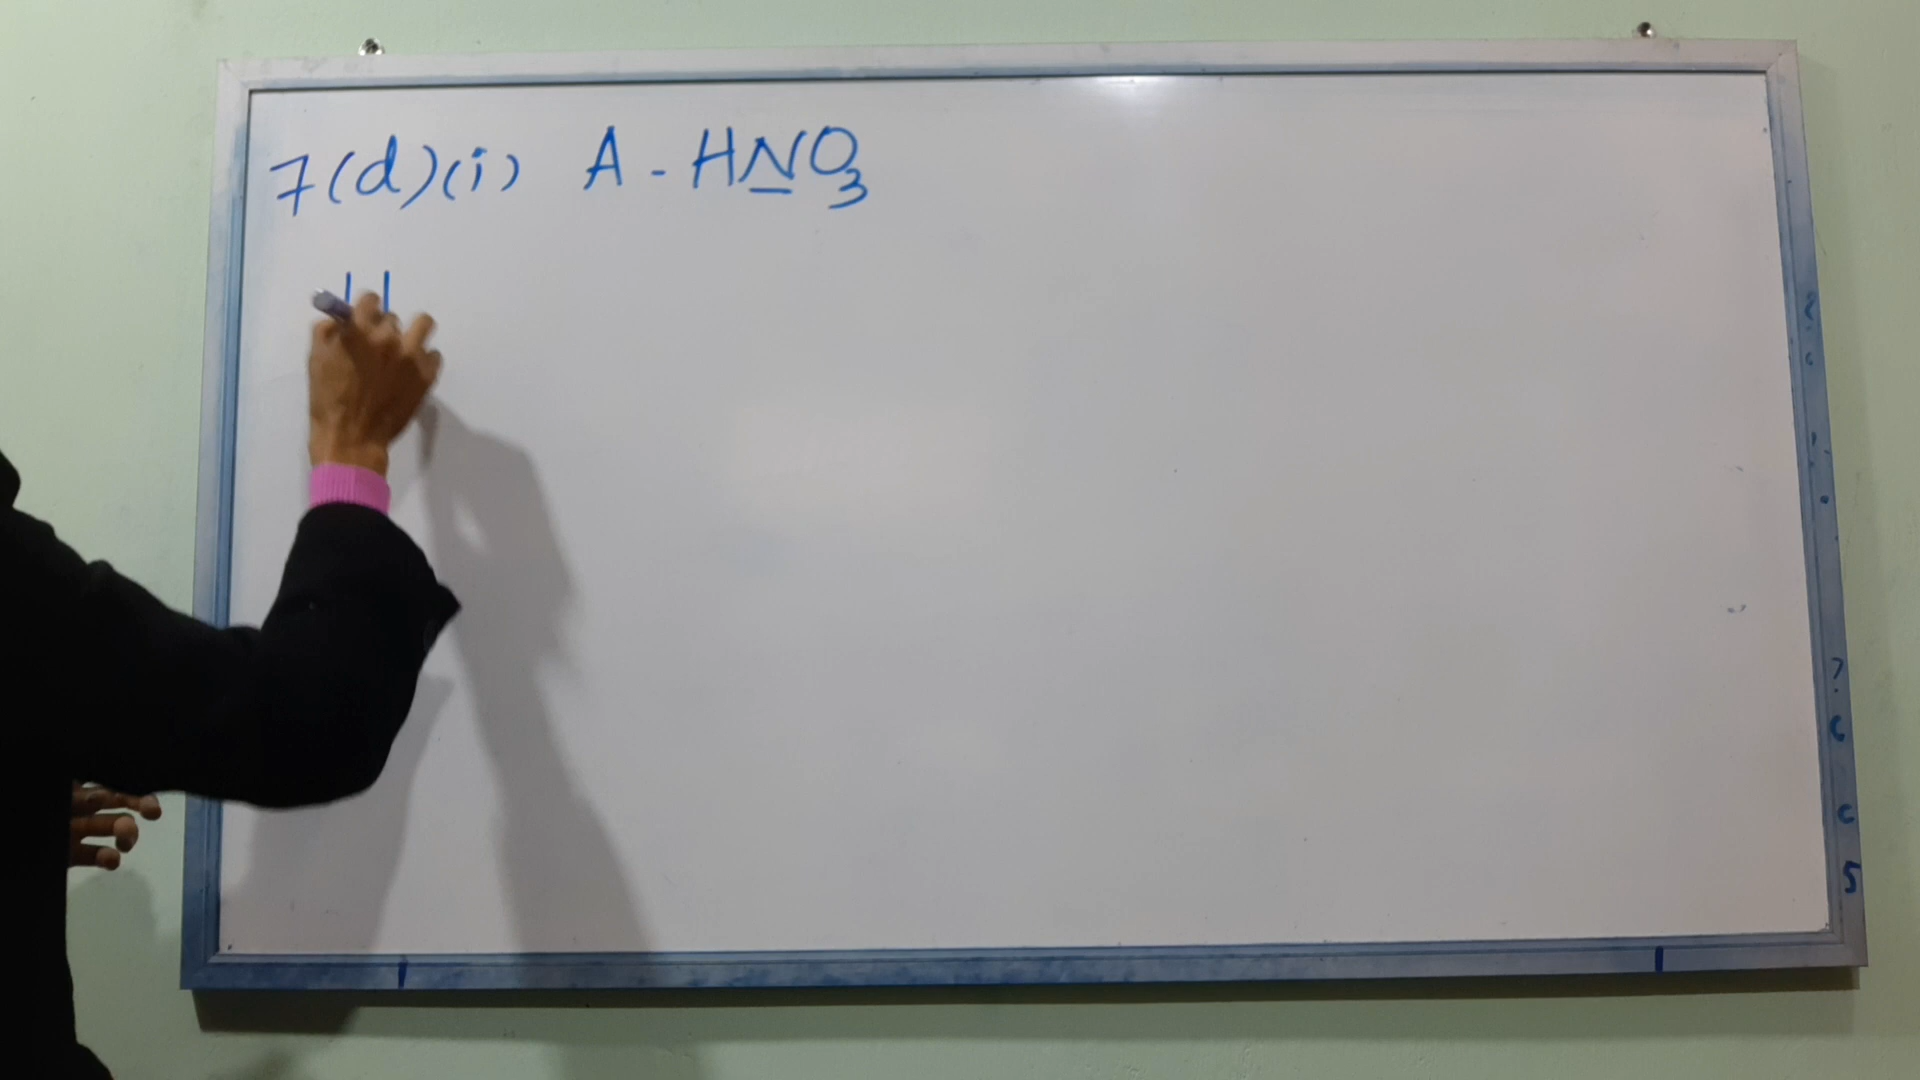 7(d)(i) A - HNO₃